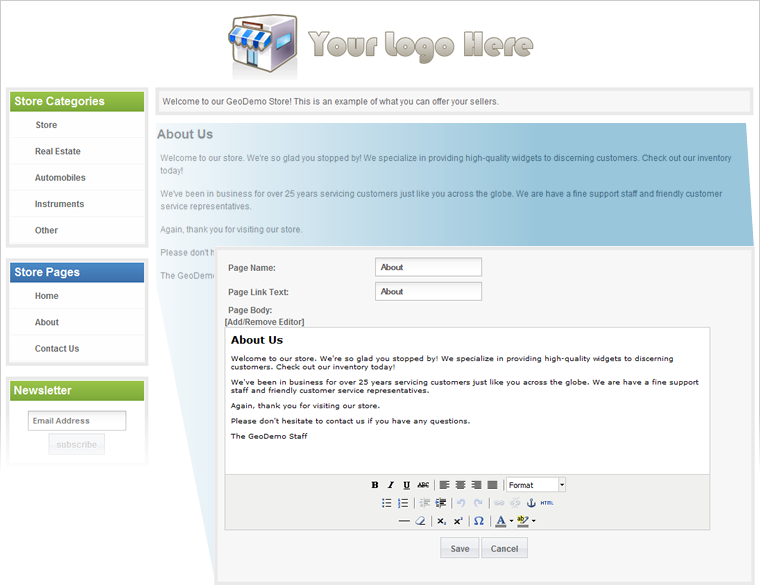 Your logo Here
Store Categories
Store
Real Estate
Automobiles
Instruments
Other
Store Pages
Home
About
Contact Us
Newsletter
Email Address
subscribe
Welcome to our GeoDemo Store! This is an example of what you can offer your sellers.
About Us
Welcome to our store. We're so glad you stopped by! We specialize in providing high-quality widgets to discerning customers. Check out our inventory
today!
We've been in business for over 25 years servicing customers just like you across the globe. We are have a fine support staff and friendly customer
service representatives.
Again, thank you for visiting our store.
Please don't h
The GeoDemo
Page Name: About
Page Link Text: About
Page Body:
[Add/Remove Editor]
About Us
Welcome to our store. We're so glad you stopped by! We specialize in providing high-quality widgets to discerning
customers. Check out our inventory today!
We've been in business for over 25 years servicing customers just like you across the globe. We are have a fine support
staff and friendly customer service representatives.
Again, thank you for visiting our store.
Please don't hesitate to contact us if you have any questions.
The GeoDemo Staff
B I U ABC Format
HTML
x₂ x² Ω A ab
Save Cancel